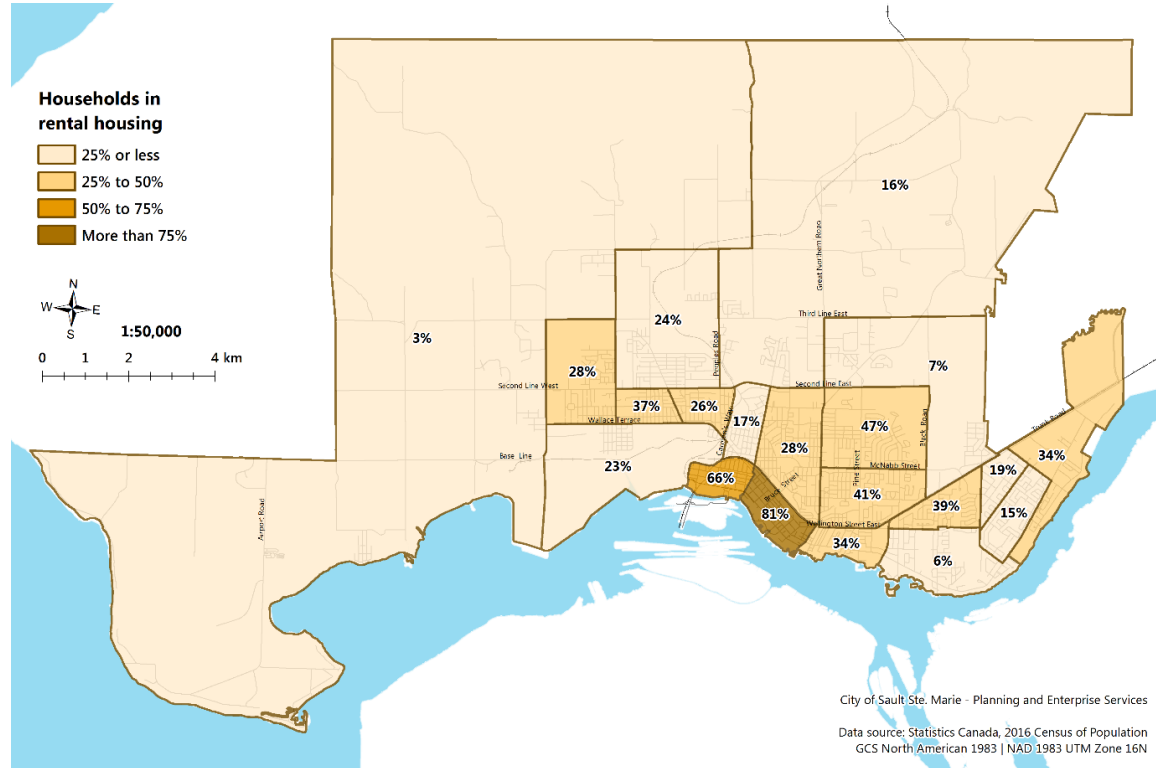 Households in
rental housing
25% or less
25% to 50%
50% to 75%
More than 75%
N
W E
S
1:50,000
0 1 2 4 km
16%
Great Northern Road
Third Line East
24%
Peoples Road
3%
7%
28%
Second Line West
Second Line East
37%
26%
17%
Wallace Terrace
47%
Black Road
Trunk Road
34%
28%
Base Line
23%
McNabb Street
Pine Street
19%
66%
Bruce Street
41%
39%
15%
81%
Wellington Street East
34%
6%
Airport Road
City of Sault Ste. Marie - Planning and Enterprise Services
Data source: Statistics Canada, 2016 Census of Population
GCS North American 1983 | NAD 1983 UTM Zone 16N